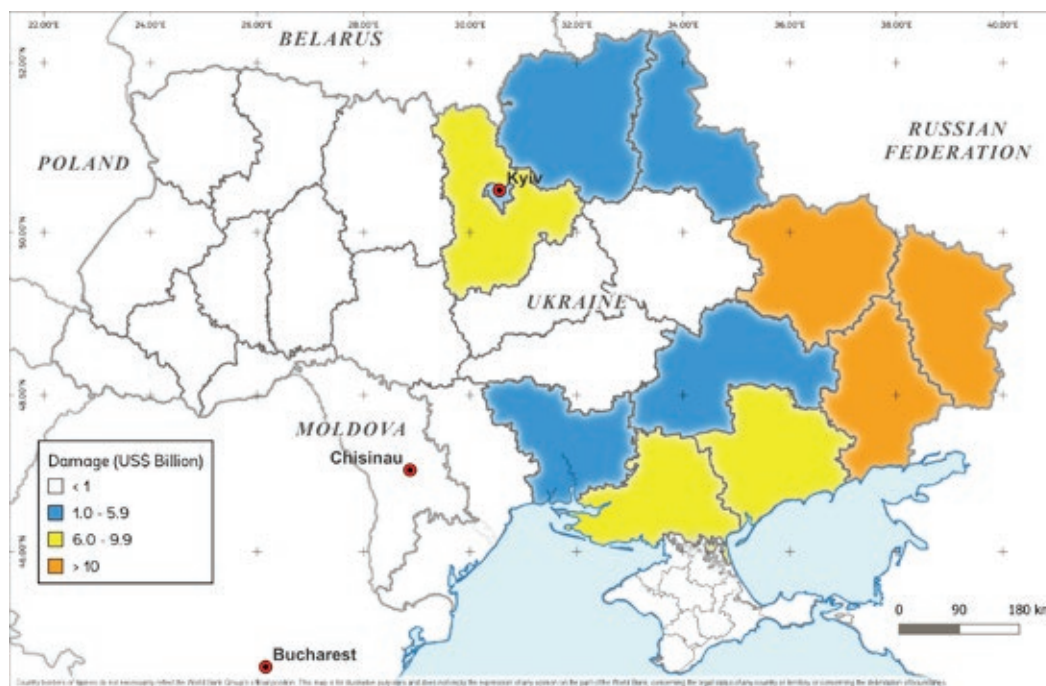 22.00°E 24.00°E 26.00°E 28.00°E 30.00°E 32.00°E 34.00°E 36.00°E 38.00°E 40.00°E
BELARUS
52.00°N
RUSSIAN
FEDERATION
POLAND
Kyiv
50.00°N
UKRAINE
48.00°N
MOLDOVA
Chisinau
Damage (US$ Billion)
< 1
1.0 - 5.9
6.0 - 9.9
> 10
46.00°N
0 90 180 km
Bucharest